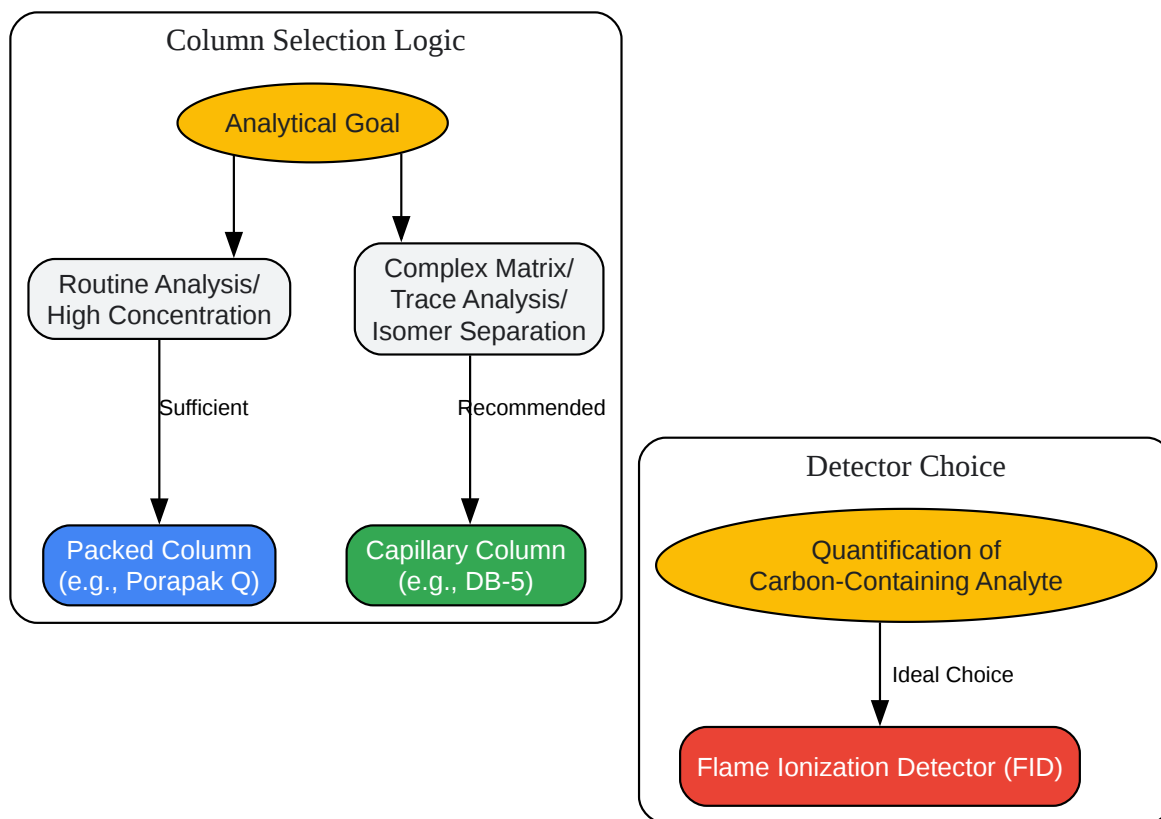 Column Selection Logic
Analytical Goal
Routine Analysis/
High Concentration
Complex Matrix/
Trace Analysis/
Isomer Separation
Sufficient
Recommended
Packed Column
(e.g., Porapak Q)
Capillary Column
(e.g., DB-5)
Detector Choice
Quantification of
Carbon-Containing Analyte
Ideal Choice
Flame Ionization Detector (FID)